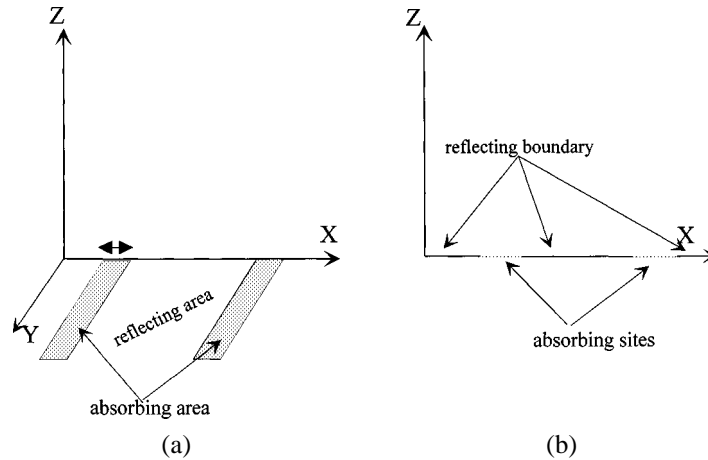 Z
X
Y
reflecting area
absorbing area
(a)
Z
reflecting boundary
X
absorbing sites
(b)